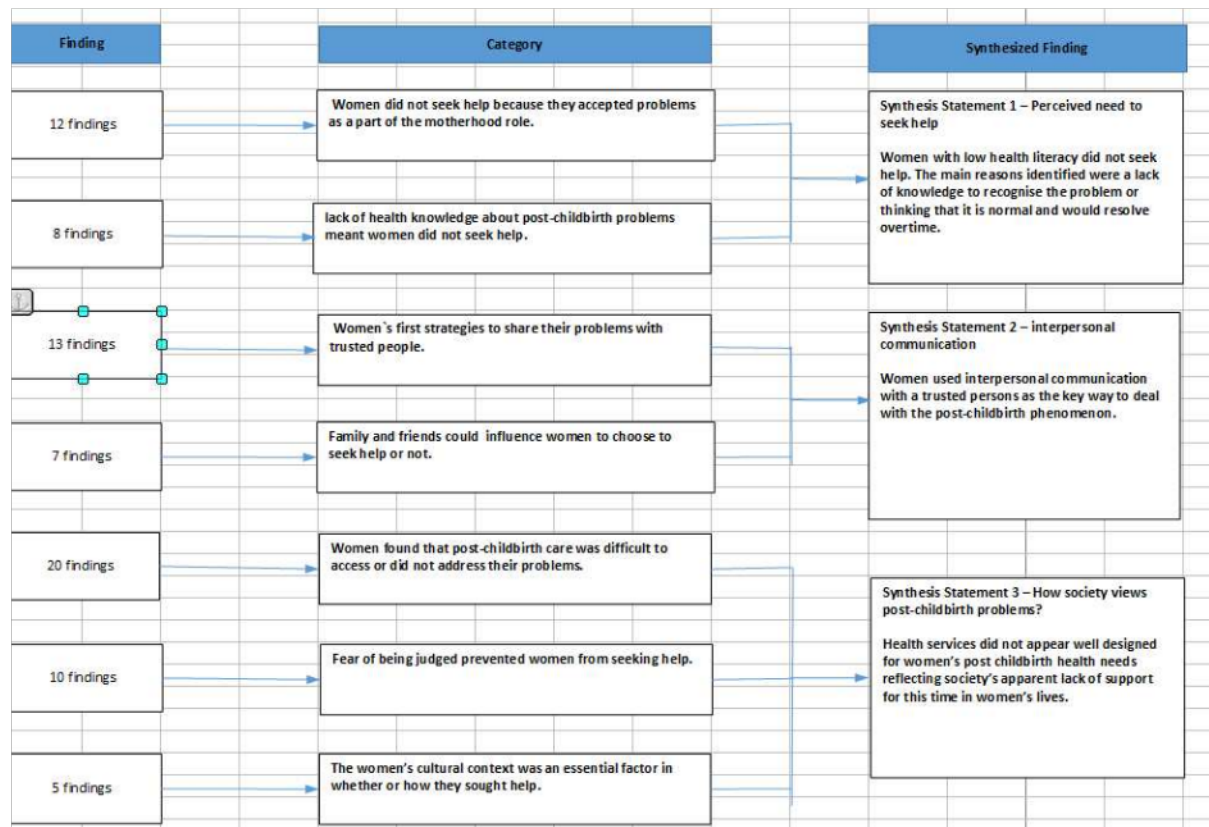 Finding
Category
Synthesized Finding
12 findings
Women did not seek help because they accepted problems
as a part of the motherhood role.
8 findings
lack of health knowledge about post-childbirth problems
meant women did not seek help.
Synthesis Statement 1 – Perceived need to
seek help
Women with low health literacy did not seek
help. The main reasons identified were a lack
of knowledge to recognise the problem or
thinking that it is normal and would resolve
overtime.
13 findings
Women`s first strategies to share their problems with
trusted people.
7 findings
Family and friends could influence women to choose to
seek help or not.
Synthesis Statement 2 – interpersonal
communication
Women used interpersonal communication
with a trusted persons as the key way to deal
with the post-childbirth phenomenon.
20 findings
Women found that post-childbirth care was difficult to
access or did not address their problems.
10 findings
Fear of being judged prevented women from seeking help.
5 findings
The women’s cultural context was an essential factor in
whether or how they sought help.
Synthesis Statement 3 – How society views
post-childbirth problems?
Health services did not appear well designed
for women’s post childbirth health needs
reflecting society’s apparent lack of support
for this time in women’s lives.